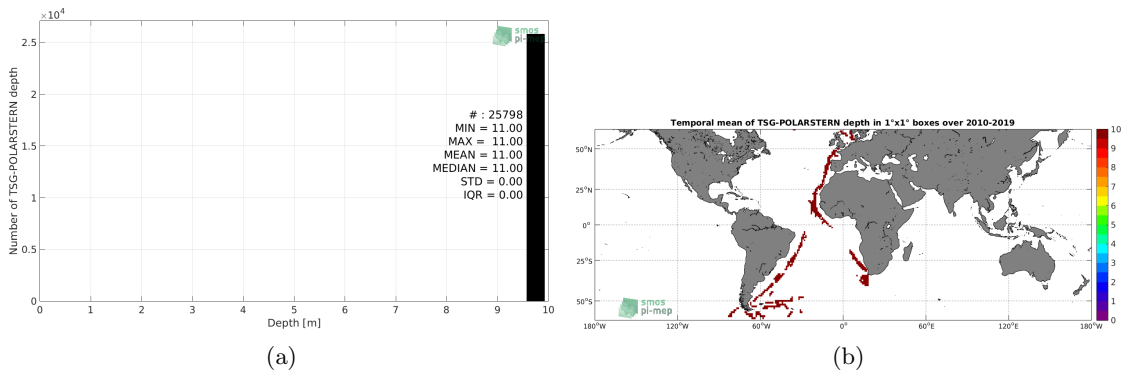 ×10⁴
2.5
2
1.5
1
0.5
0
Number of TSG-POLARSTERN depth
smos
pi-mep
# : 25798
MIN = 11.00
MAX = 11.00
MEAN = 11.00
MEDIAN = 11.00
STD = 0.00
IQR = 0.00
0 1 2 3 4 5 6 7 8 9 10
Depth [m]
(a)
Temporal mean of TSG-POLARSTERN depth in 1°x1° boxes over 2010-2019
50°N
25°N
0°
25°S
50°S
180°W 120°W 60°W 0° 60°E 120°E 180°W
smos
pi-mep
10
9
8
7
6
5
4
3
2
1
0
(b)